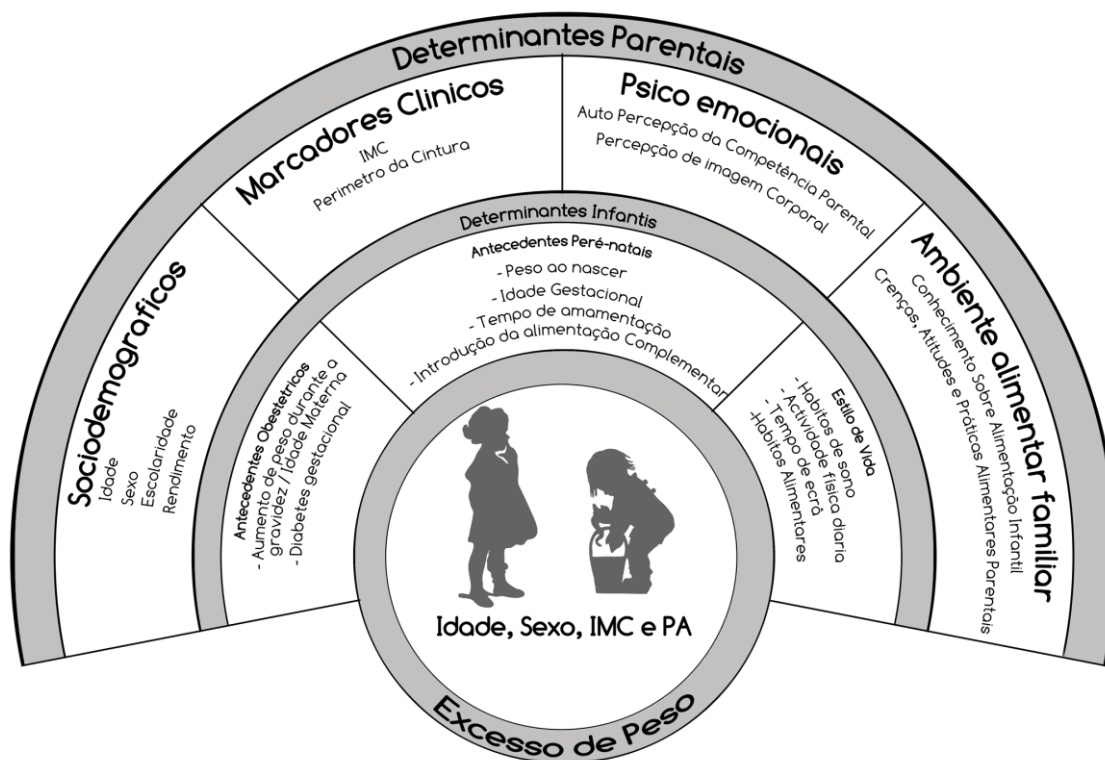 Determinantes Parentais
Marcadores Clinicos
IMC
Perimetro da Cintura
Psico emocionais
Auto Percepção da Competência Parental
Percepção de imagem Corporal
Sociodemograficos
Idade
Sexo
Escolaridade
Rendimento
Ambiente alimentar familiar
Conhecimento Sobre Alimentação Infantil
Crenços, Atitudes e Práticas Alimentares Parentais
Determinantes Infantis
Antecedentes Peré-natais
- Peso ao nascer
- Idade Gestacional
- Tempo de amamentação
- Introdução da alimentação Complementar
Antecedentes Obestetricos
- Aumento de peso durante a
gravidez / Idade Materna
- Diabetes gestacional
Estilo de Vida
- Habitos de sono
- Actividade física diaria
- Tempo de ecrã
-Habitos Alimentares
Idade, Sexo, IMC e PA
Excesso de Peso